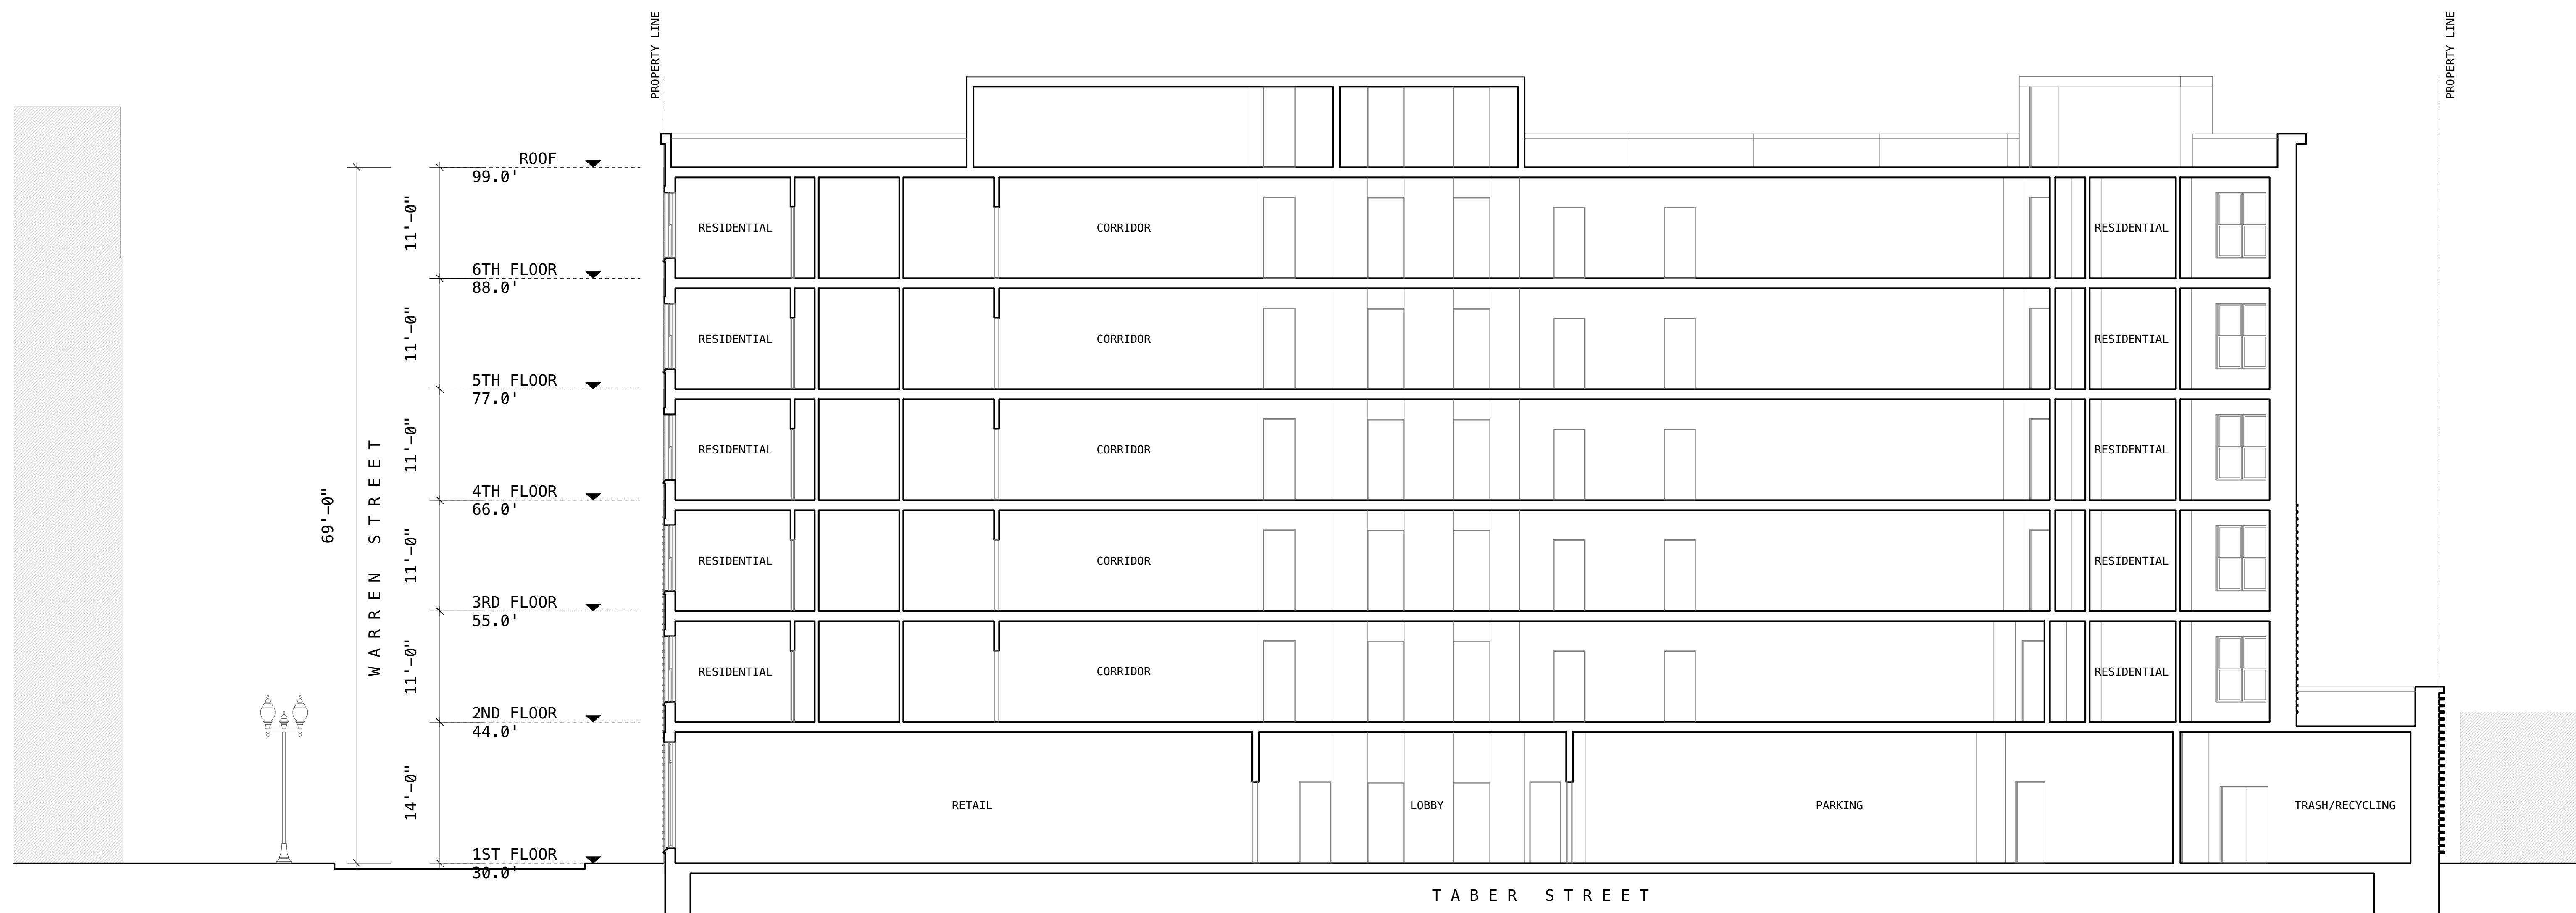 PROPERTY LINE
PROPERTY LINE
ROOF
99.0'
11'-0"
RESIDENTIAL
CORRIDOR
RESIDENTIAL
6TH FLOOR
88.0'
11'-0"
RESIDENTIAL
CORRIDOR
RESIDENTIAL
5TH FLOOR
77.0'
11'-0"
RESIDENTIAL
CORRIDOR
RESIDENTIAL
4TH FLOOR
66.0'
69'-0"
WARREN STREET
11'-0"
RESIDENTIAL
CORRIDOR
RESIDENTIAL
3RD FLOOR
55.0'
11'-0"
RESIDENTIAL
CORRIDOR
RESIDENTIAL
2ND FLOOR
44.0'
14'-0"
RETAIL
LOBBY
PARKING
TRASH/RECYCLING
1ST FLOOR
30.0'
TABER STREET